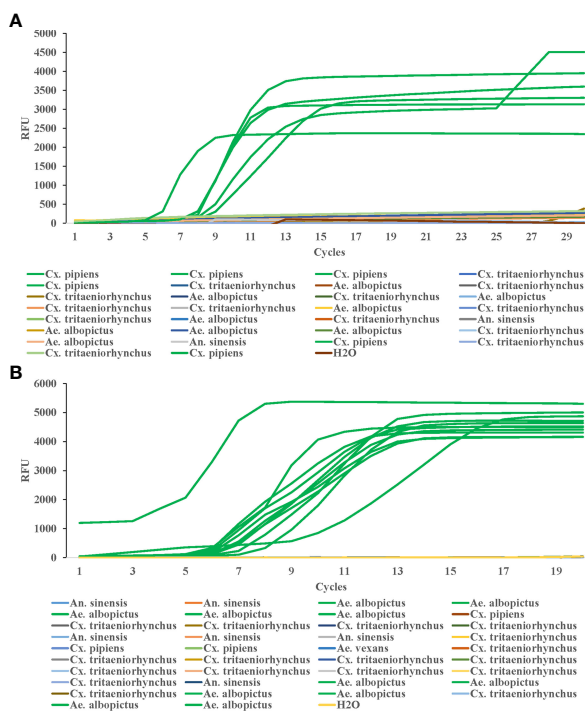 A
5000
4500
4000
3500
3000
2500
2000
1500
1000
500
0
RFU
1 3 5 7 9 11 13 15 17 19 21 23 25 27 29
Cycles
Cx. pipiens Cx. pipiens Cx. pipiens Cx. tritaeniorhynchus
Cx. pipiens Cx. tritaeniorhynchus Ae. albopictus Cx. tritaeniorhynchus
Cx. tritaeniorhynchus Ae. albopictus Cx. tritaeniorhynchus Ae. albopictus
Cx. tritaeniorhynchus Cx. tritaeniorhynchus Ae. albopictus Cx. tritaeniorhynchus
Cx. tritaeniorhynchus Ae. albopictus Cx. tritaeniorhynchus An. sinensis
Ae. albopictus Ae. albopictus Ae. albopictus Cx. tritaeniorhynchus
Ae. albopictus An. sinensis Cx. pipiens Cx. tritaeniorhynchus
Cx. tritaeniorhynchus Cx. pipiens H2O
B
6000
5000
4000
3000
2000
1000
0
RFU
1 3 5 7 9 11 13 15 17 19
Cycles
An. sinensis An. sinensis Ae. albopictus Ae. albopictus
Ae. albopictus Ae. albopictus Ae. albopictus Cx. pipiens
Cx. tritaeniorhynchus Cx. tritaeniorhynchus Cx. tritaeniorhynchus Cx. tritaeniorhynchus
An. sinensis An. sinensis An. sinensis Cx. tritaeniorhynchus
Cx. pipiens Cx. pipiens Ae. vexans Cx. tritaeniorhynchus
Cx. tritaeniorhynchus Cx. tritaeniorhynchus Cx. tritaeniorhynchus Cx. tritaeniorhynchus
Cx. tritaeniorhynchus Cx. tritaeniorhynchus Cx. tritaeniorhynchus Cx. tritaeniorhynchus
Cx. tritaeniorhynchus An. sinensis Ae. albopictus Ae. albopictus
Cx. tritaeniorhynchus Ae. albopictus Ae. albopictus Cx. tritaeniorhynchus
Ae. albopictus Ae. albopictus H2O